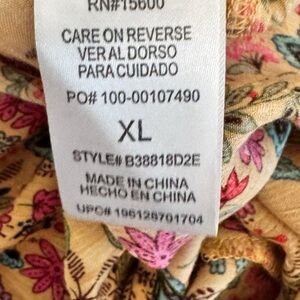 RN#15600
CARE ON REVERSE
VER AL DORSO
PARA CUIDADO
PO# 100-00107490
XL
STYLE# B38818D2E
MADE IN CHINA
HECHO EN CHINA
UPC# 196126701704